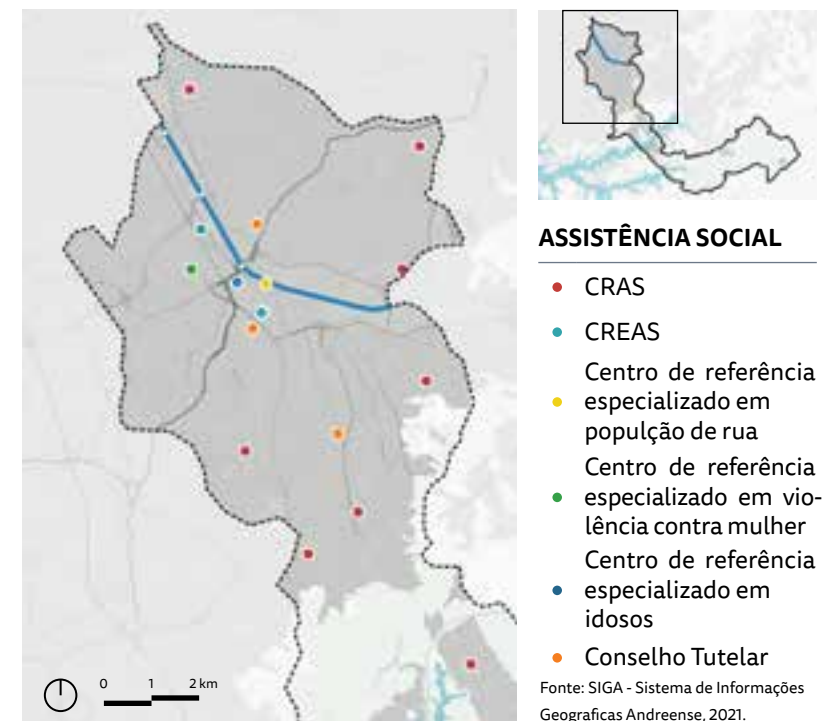 ASSISTÊNCIA SOCIAL
CRAS
CREAS
Centro de referência
especializado em
populção de rua
Centro de referência
especializado em vio-
lência contra mulher
Centro de referência
especializado em
idosos
Conselho Tutelar
Fonte: SIGA - Sistema de Informações
Geograficas Andreense, 2021.
0 1 2 km